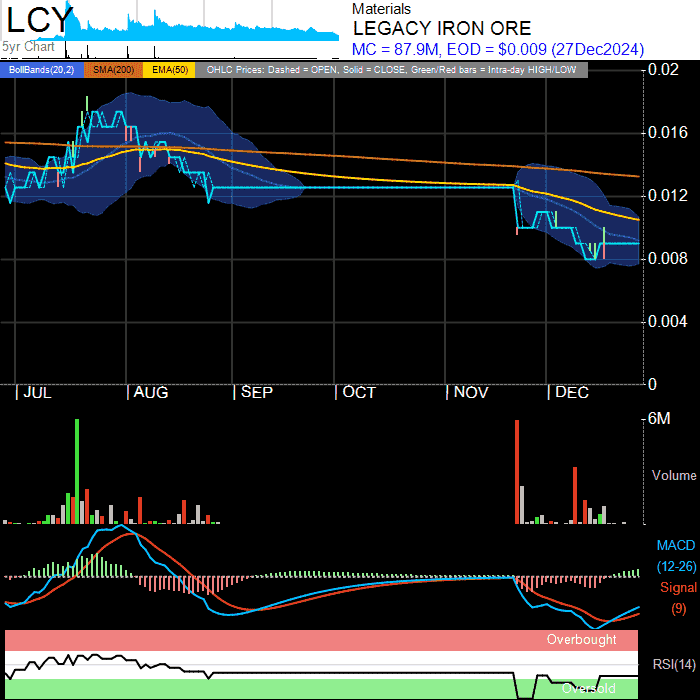 LCY
5yr Chart
Materials
LEGACY IRON ORE
MC = 87.9M, EOD = $0.009 (27Dec2024)
BollBands(20,2) SMA(200) EMA(50) OHLC Prices: Dashed = OPEN, Solid = CLOSE, Green/Red bars = Intra-day HIGH/LOW
0.02
0.016
0.012
0.008
0.004
0
JUL AUG SEP OCT NOV DEC
6M
Volume
MACD
(12-26)
Signal
(9)
Overbought
RSI(14)
Oversold